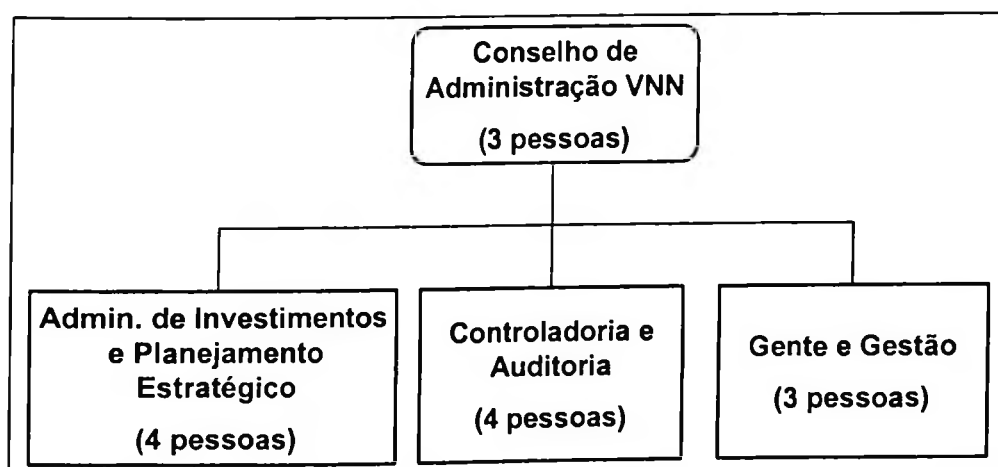 Conselho de
Administração VNN
(3 pessoas)
Admin. de Investimentos
e Planejamento
Estratégico
(4 pessoas)
Controladoria e
Auditoria
(4 pessoas)
Gente e Gestão
(3 pessoas)